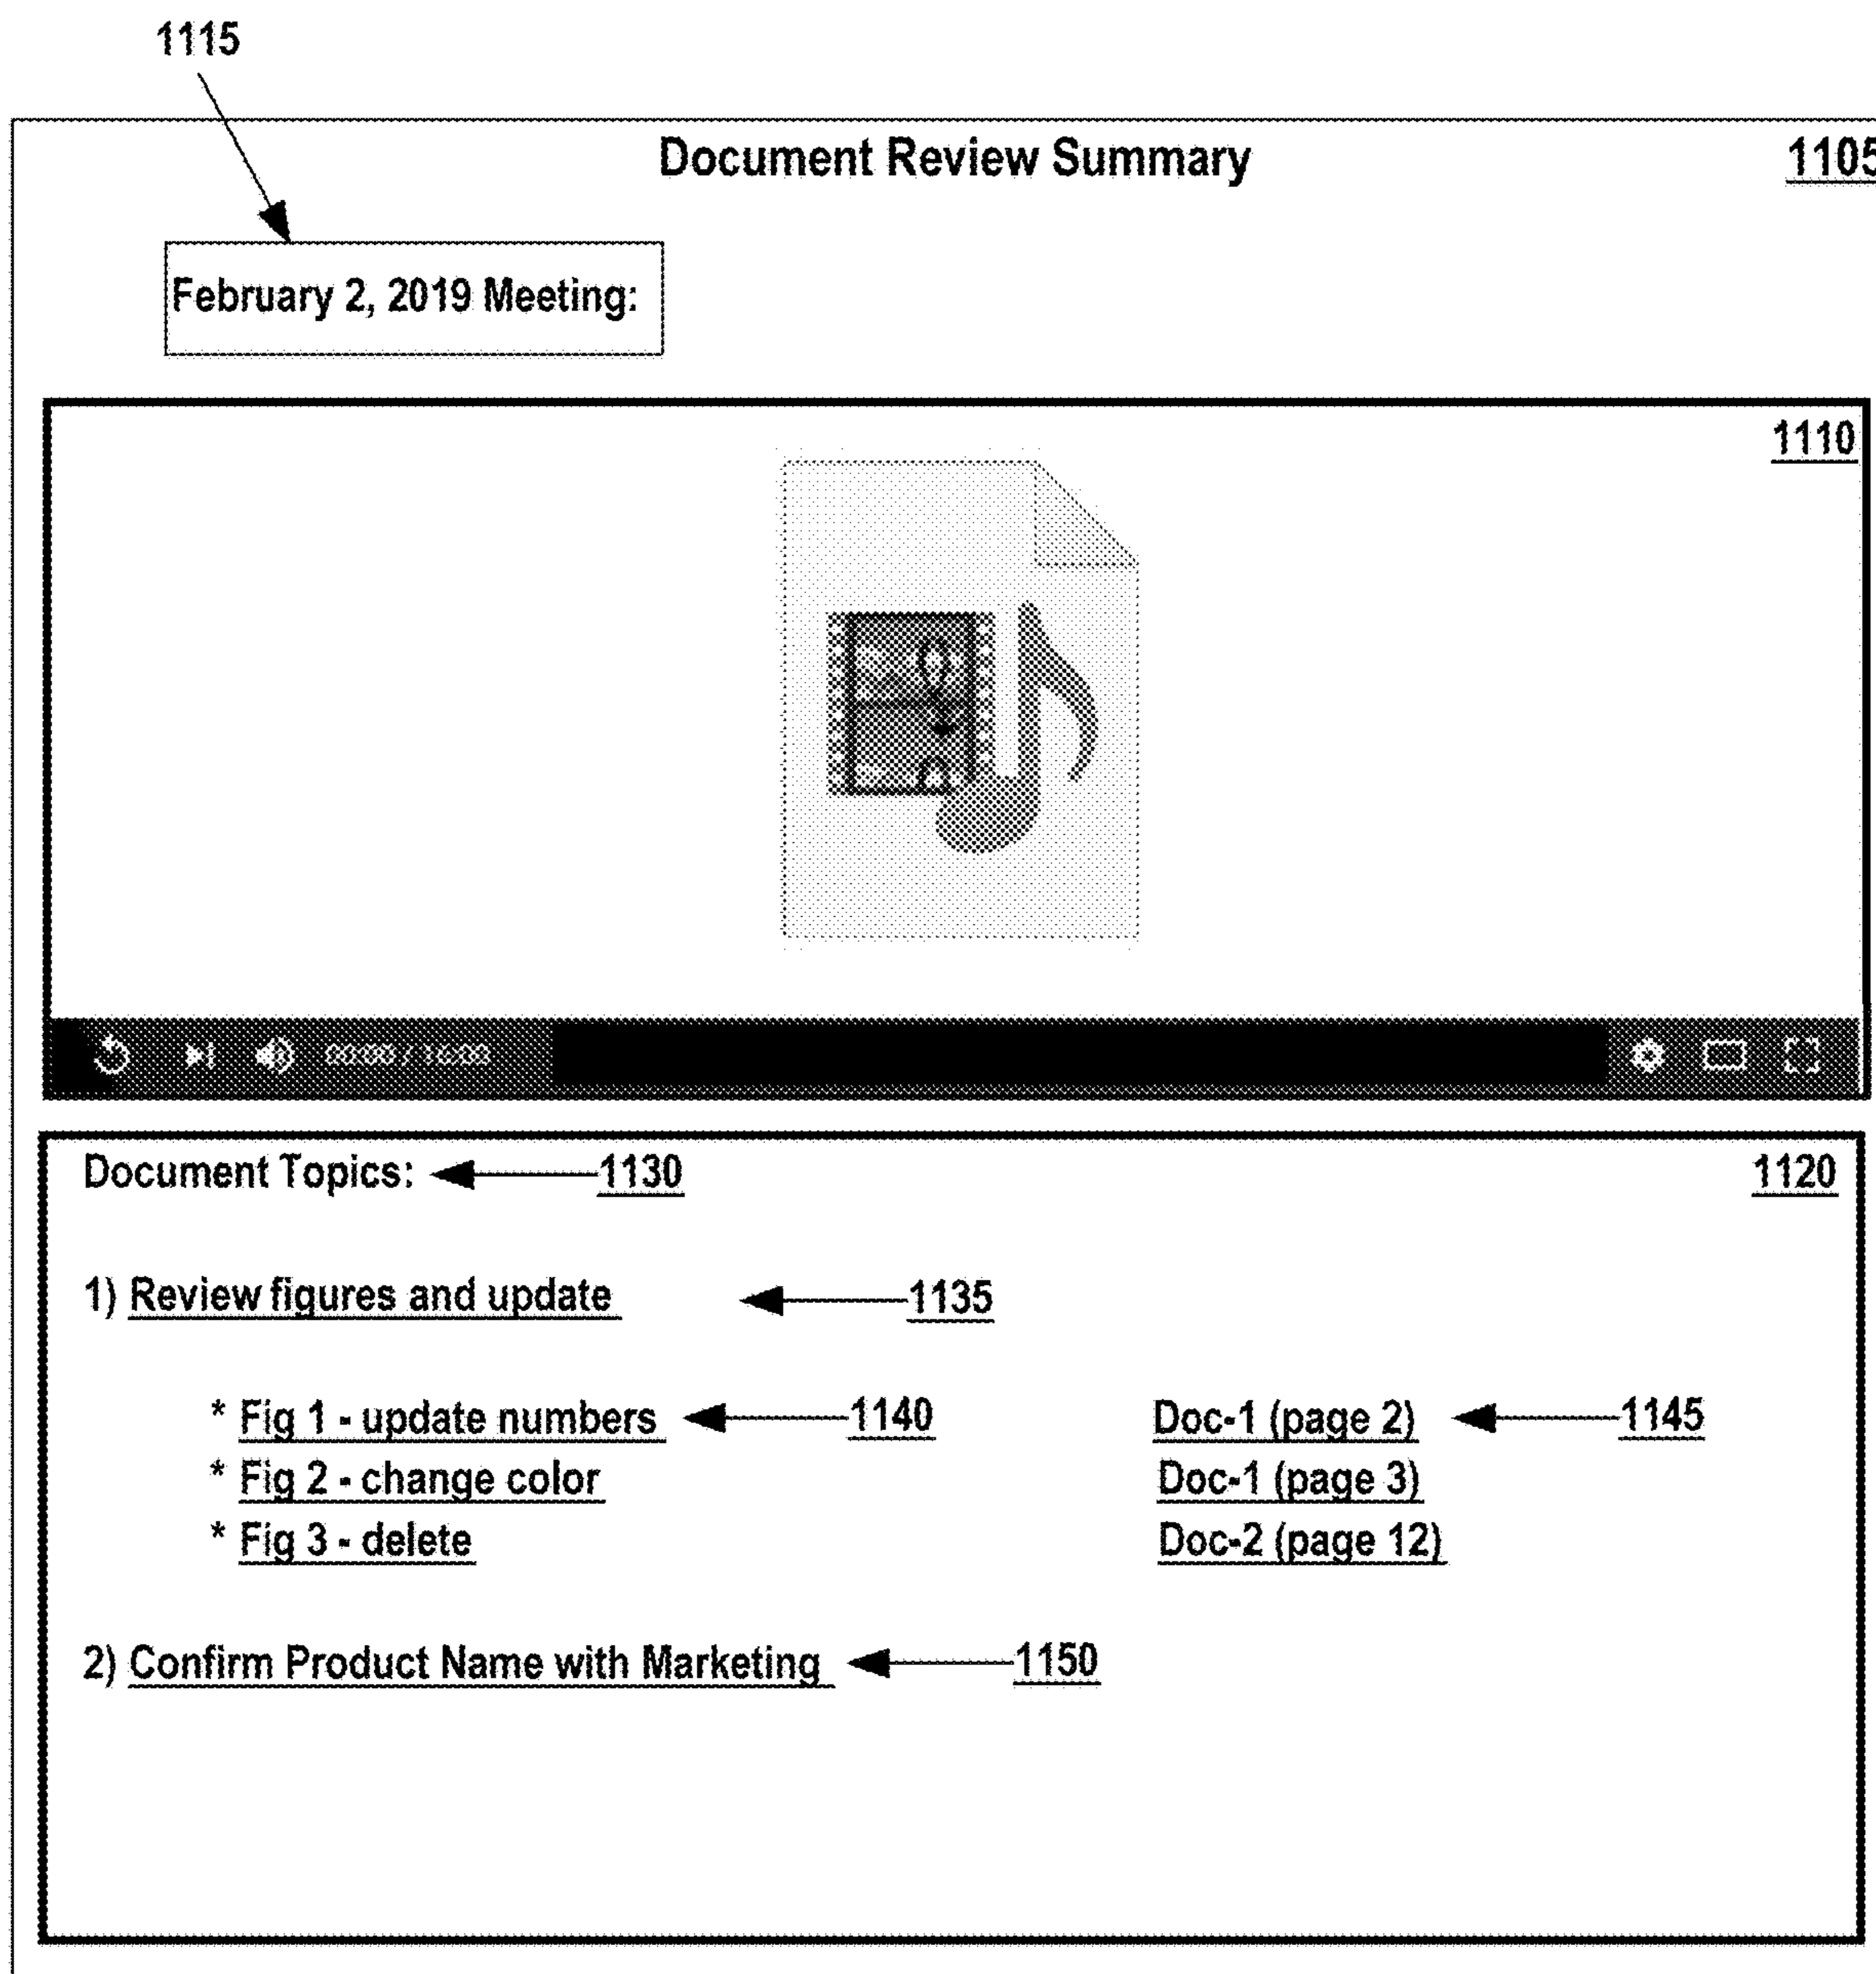 1115
Document Review Summary 1105
February 2, 2019 Meeting:
1110
Document Topics: 1130 1120
1) Review figures and update 1135
* Fig 1 - update numbers 1140 Doc-1 (page 2) 1145
* Fig 2 - change color Doc-1 (page 3)
* Fig 3 - delete Doc-2 (page 12)
2) Confirm Product Name with Marketing 1150